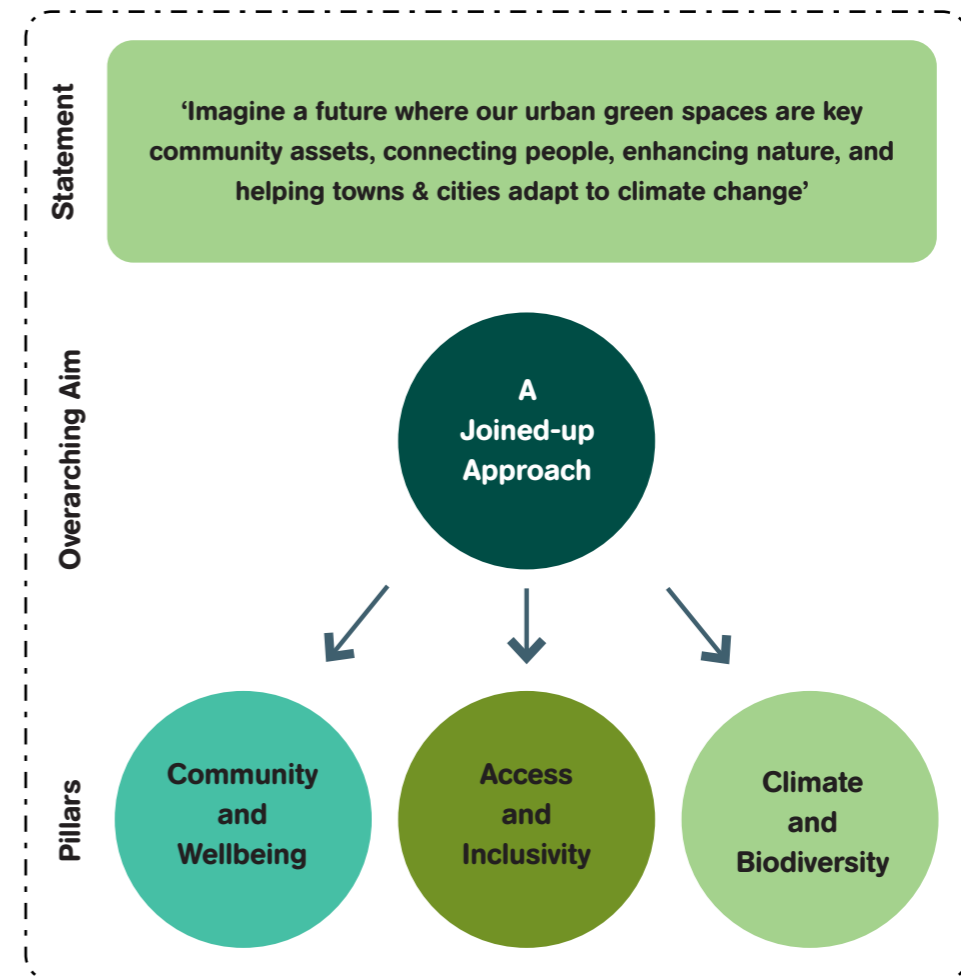 Statement
‘Imagine a future where our urban green spaces are key
community assets, connecting people, enhancing nature, and
helping towns & cities adapt to climate change’
Overarching Aim
A
Joined-up
Approach
Pillars
Community
and
Wellbeing
Access
and
Inclusivity
Climate
and
Biodiversity